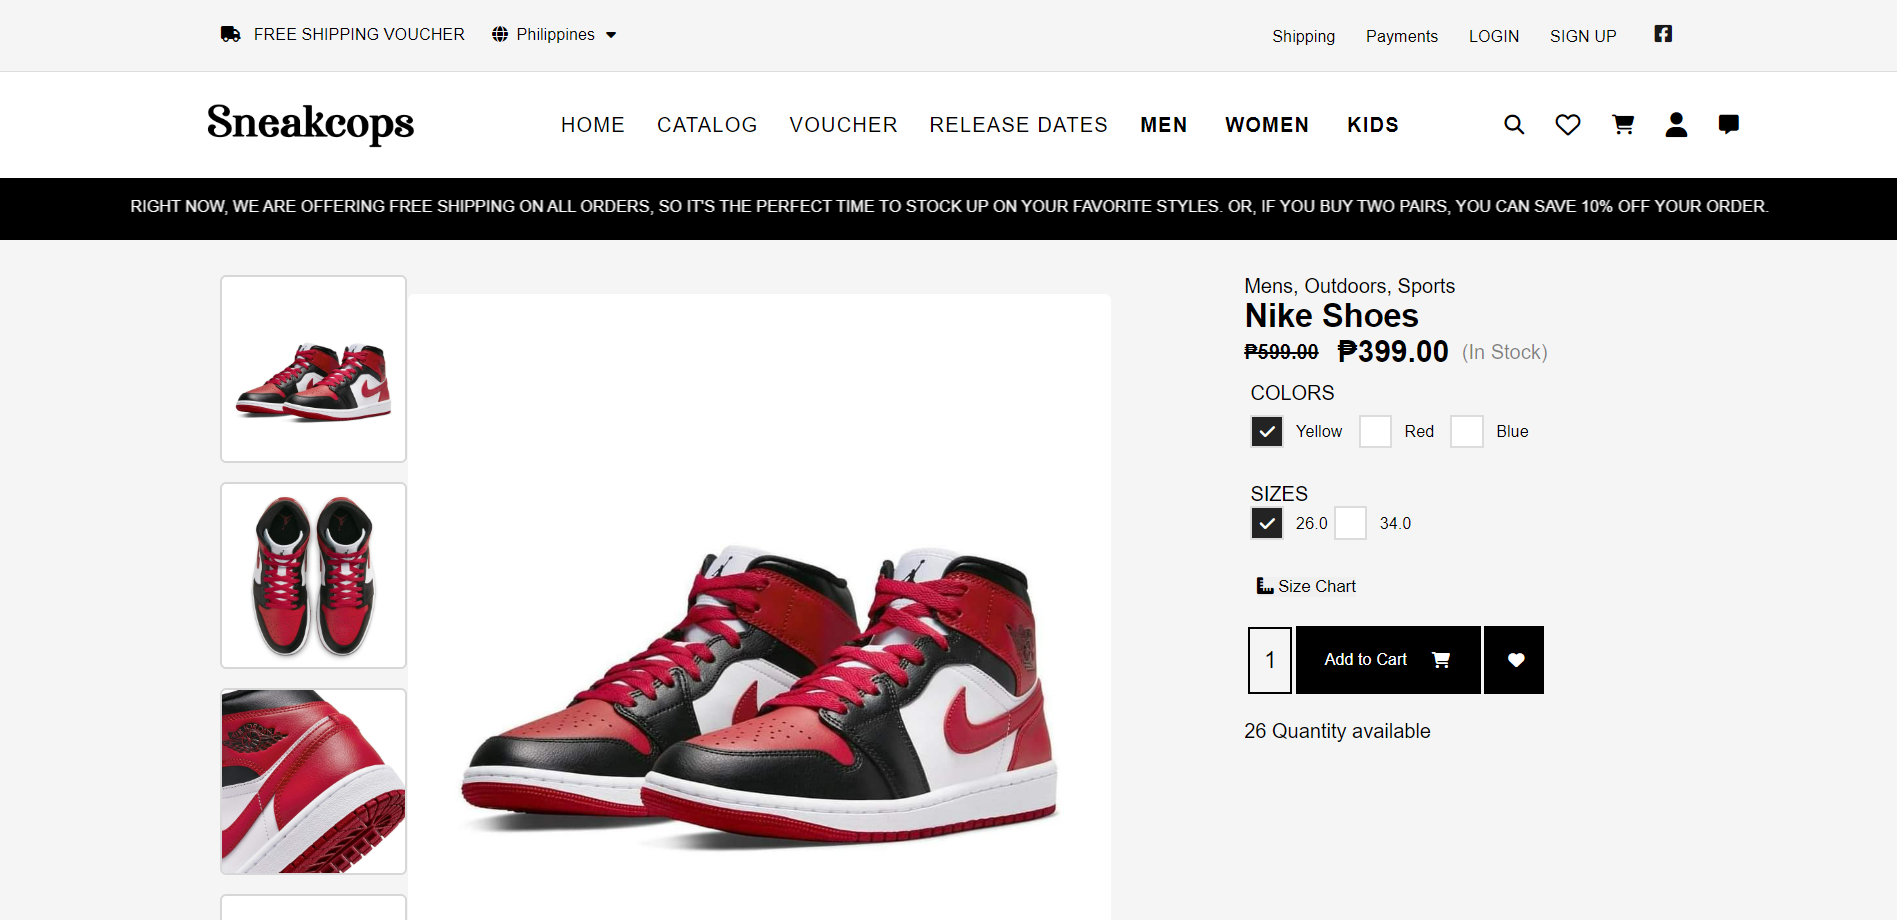 FREE SHIPPING VOUCHER Philippines
Shipping Payments LOGIN SIGN UP
Sneakcops
HOME CATALOG VOUCHER RELEASE DATES MEN WOMEN KIDS
RIGHT NOW, WE ARE OFFERING FREE SHIPPING ON ALL ORDERS, SO IT'S THE PERFECT TIME TO STOCK UP ON YOUR FAVORITE STYLES. OR, IF YOU BUY TWO PAIRS, YOU CAN SAVE 10% OFF YOUR ORDER.
Mens, Outdoors, Sports
Nike Shoes
₱599.00 ₱399.00 (In Stock)
COLORS
Yellow Red Blue
SIZES
26.0 34.0
Size Chart
1 Add to Cart
26 Quantity available